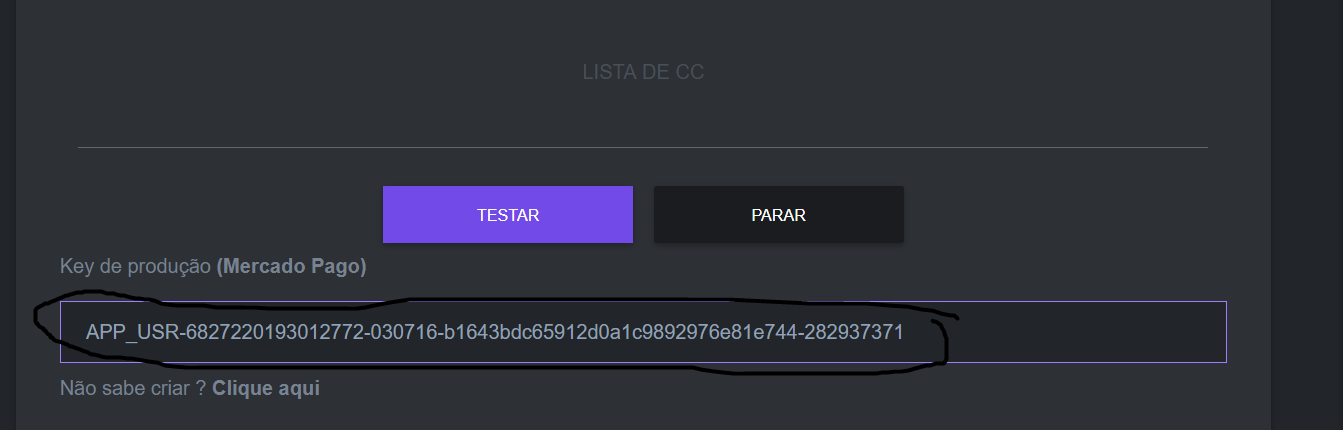 LISTA DE CC
TESTAR PARAR
Key de produção (Mercado Pago)
APP_USR-6827220193012772-030716-b1643bdc65912d0a1c9892976e81e744-282937371
Não sabe criar ? Clique aqui